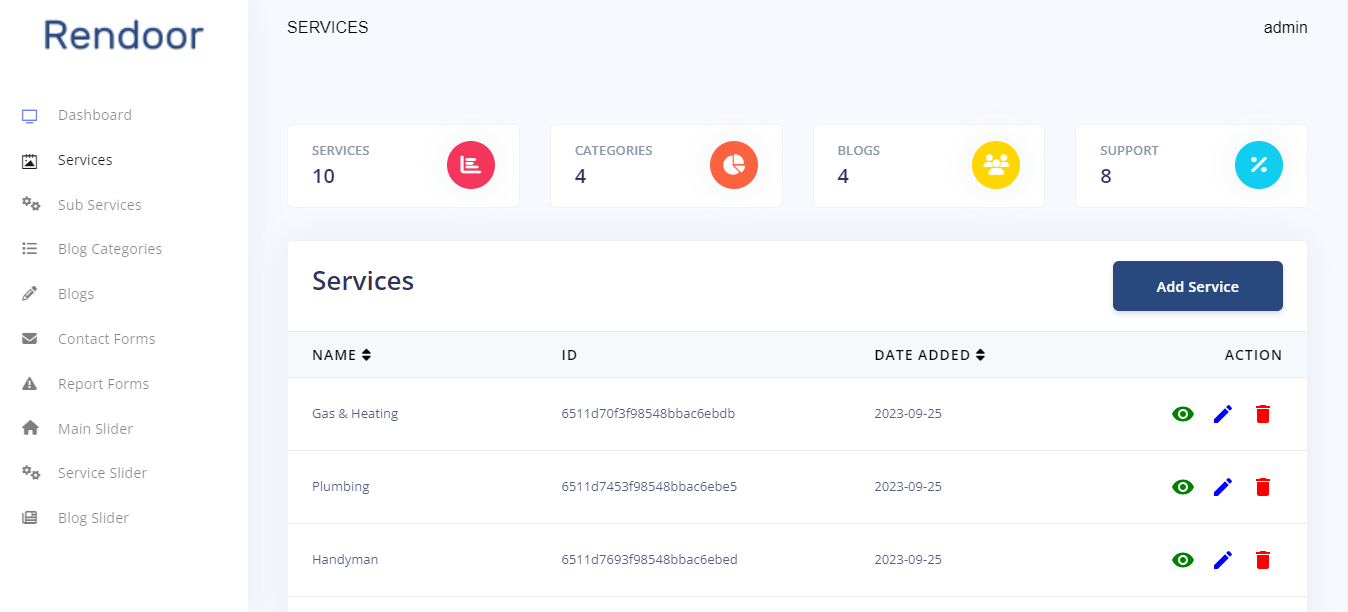 Rendoor
Dashboard
Services
Sub Services
Blog Categories
Blogs
Contact Forms
Report Forms
Main Slider
Service Slider
Blog Slider
SERVICES admin
SERVICES
10
CATEGORIES
4
BLOGS
4
SUPPORT
8
Services
Add Service
NAME ID DATE ADDED ACTION
Gas & Heating 6511d70f3f98548bbac6ebdb 2023-09-25
Plumbing 6511d7453f98548bbac6ebe5 2023-09-25
Handyman 6511d7693f98548bbac6ebed 2023-09-25